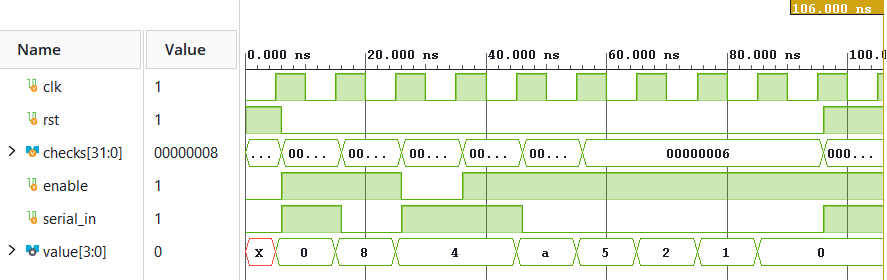 106.000 ns
Name Value 0.000 ns 20.000 ns 40.000 ns 60.000 ns 80.000 ns 100.0
clk 1
rst 1
checks[31:0] 00000008 ... 00... 00... 00... 00... 00... 00000006 000...
enable 1
serial_in 1
value[3:0] 0 X 0 8 4 a 5 2 1 0